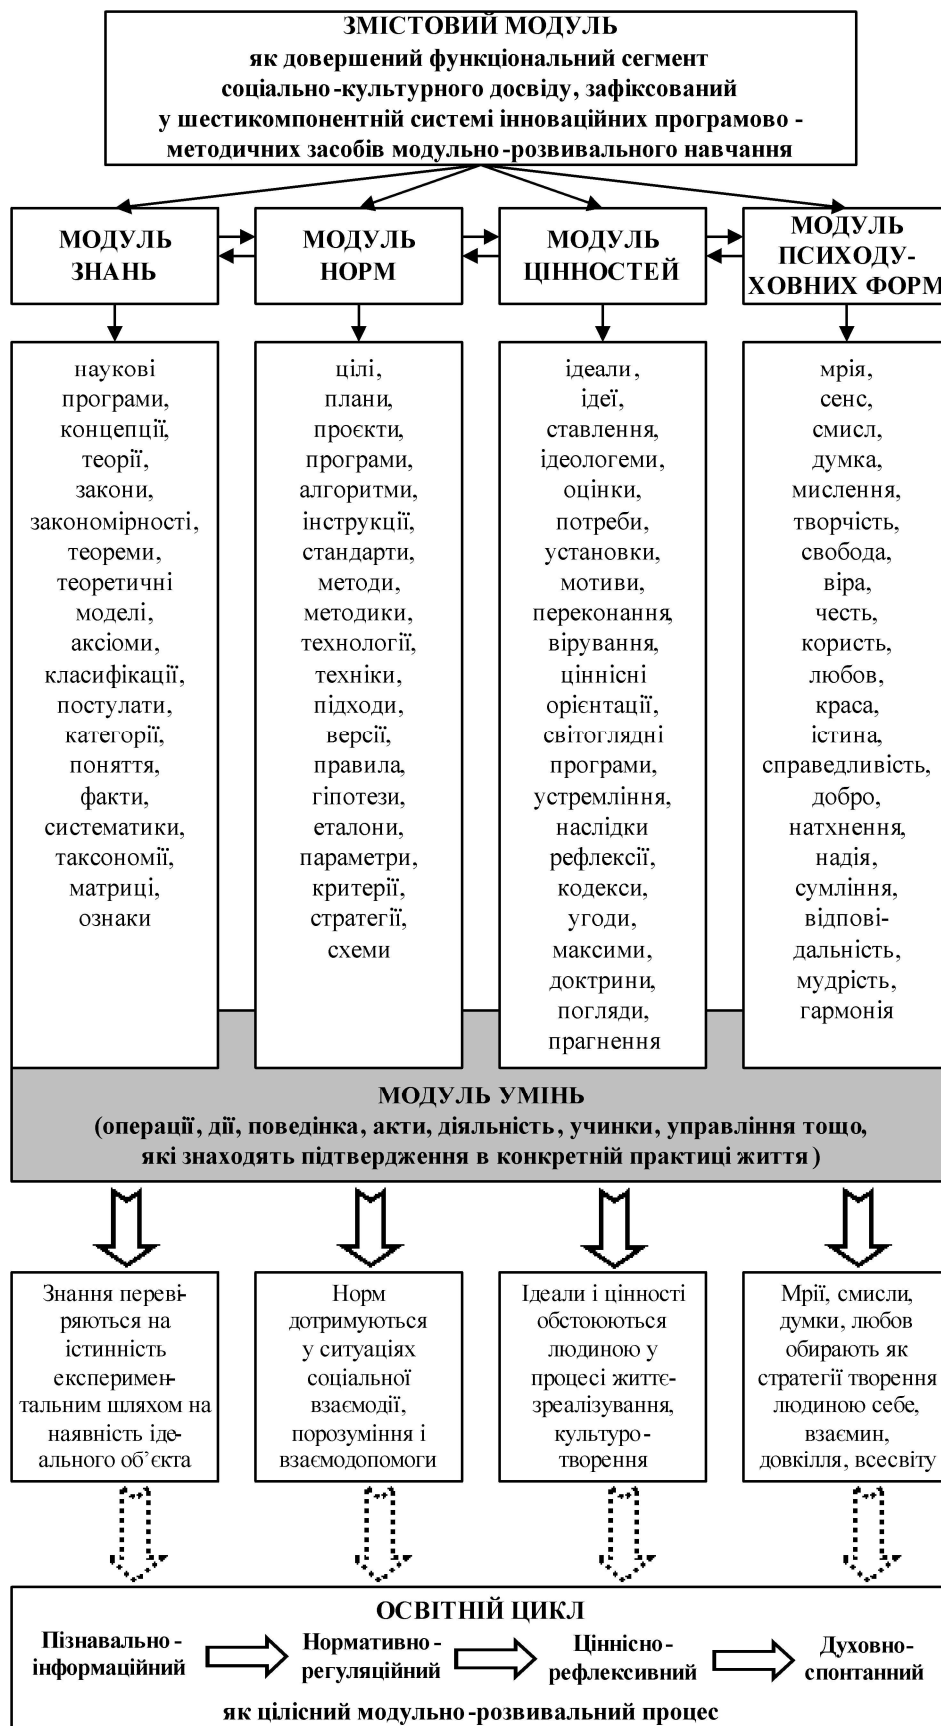 ЗМІСТОВИЙ МОДУЛЬ
як довершений функціональний сегмент
соціально-культурного досвіду, зафіксований
у шестикомпонентній системі інноваційних програмово -
методичних засобів модульно-розвивального навчання
МОДУЛЬ
ЗНАНЬ
МОДУЛЬ
НОРМ
МОДУЛЬ
ЦІННОСТЕЙ
МОДУЛЬ
ПСИХОДУ-
ХОВНИХ ФОРМ
наукові
програми,
концепції,
теорії,
закони,
закономірності,
теореми,
теоретичні
моделі,
аксіоми,
класифікації,
постулати,
категорії,
поняття,
факти,
систематики,
таксономії,
матриці,
ознаки
цілі,
плани,
проєкти,
програми,
алгоритми,
інструкції,
стандарти,
методи,
методики,
технології,
техніки,
підходи,
версії,
правила,
гіпотези,
еталони,
параметри,
критерії,
стратегії,
схеми
ідеали,
ідеї,
ставлення,
ідеологеми,
оцінки,
потреби,
установки,
мотиви,
переконання,
вірування,
ціннісні
орієнтації,
світоглядні
програми,
устремління,
наслідки
рефлексії,
кодекси,
угоди,
максими,
доктрини,
погляди,
прагнення
мрія,
сенс,
смисл,
думка,
мислення,
творчість,
свобода,
віра,
честь,
користь,
любов,
краса,
істина,
справедливість,
добро,
натхнення,
надія,
сумління,
відпові-
дальність,
мудрість,
гармонія
МОДУЛЬ УМІНЬ
(операції, дії, поведінка, акти, діяльність, учинки, управління тощо,
які знаходять підтвердження в конкретній практиці життя)
Знання переві-
ряються на
істинність
експеримен-
тальним шляхом на
наявність іде-
ального об’єкта
Норм
дотримуються
у ситуаціях
соціальної
взаємодії,
порозуміння і
взаємодопомоги
Ідеали і цінності
обстоюються
людиною у
процесі життє-
зреалізування,
культуро-
творення
Мрії, смисли,
думки, любов
обирають як
стратегії творення
людиною себе,
взаємин,
довкілля, всесвіту
ОСВІТНІЙ ЦИКЛ
Пізнавально -
інформаційний
Нормативно-
регуляційний
Ціннісно-
рефлексивний
Духовно-
спонтанний
як цілісний модульно-розвивальний процес